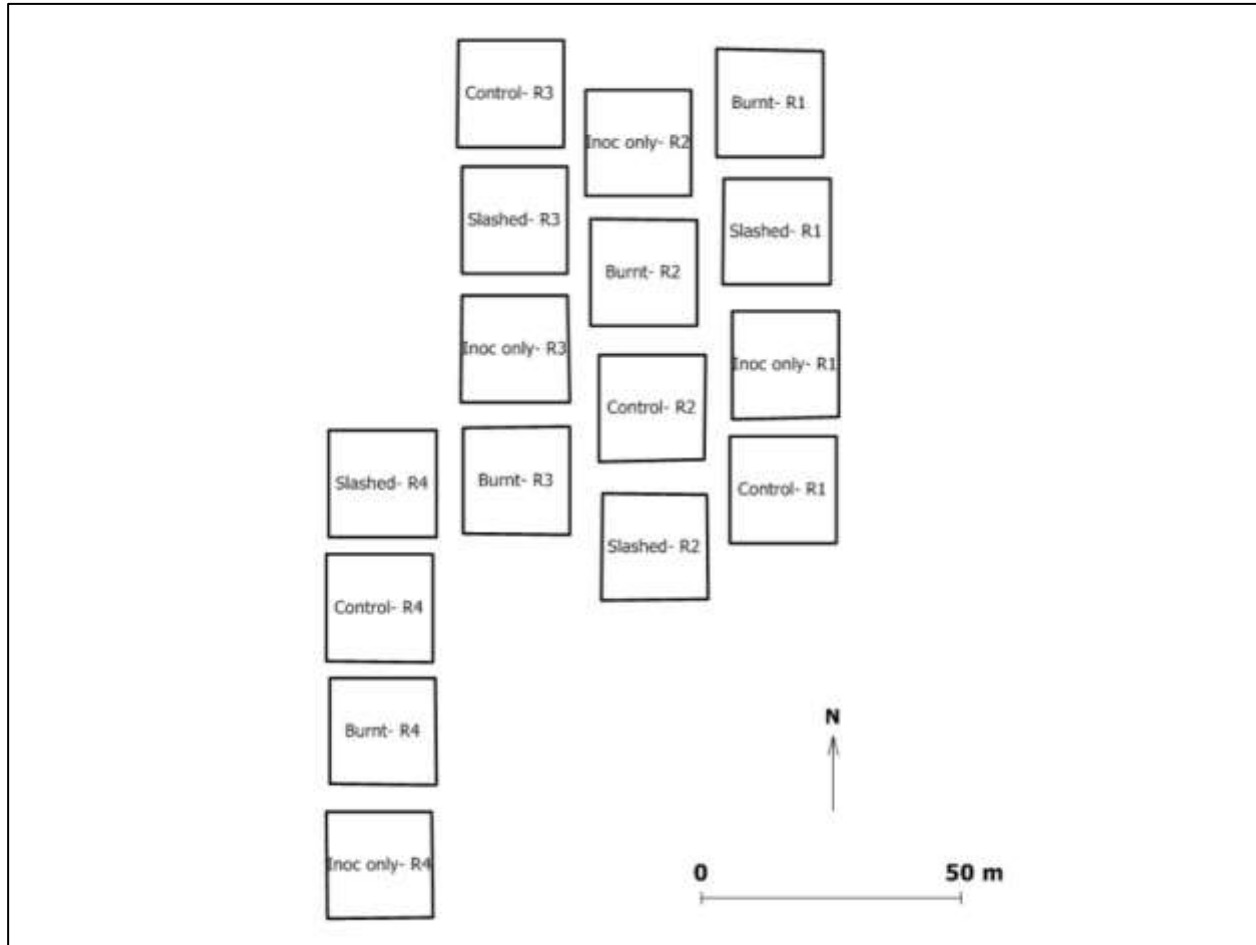 Control- R3
Burnt- R1
Inoc only- R2
Slashed- R3
Slashed- R1
Burnt- R2
Inoc only- R3
Inoc only- R1
Control- R2
Slashed- R4
Burnt- R3
Control- R1
Slashed- R2
Control- R4
Burnt- R4
Inoc only- R4
N
0 50 m